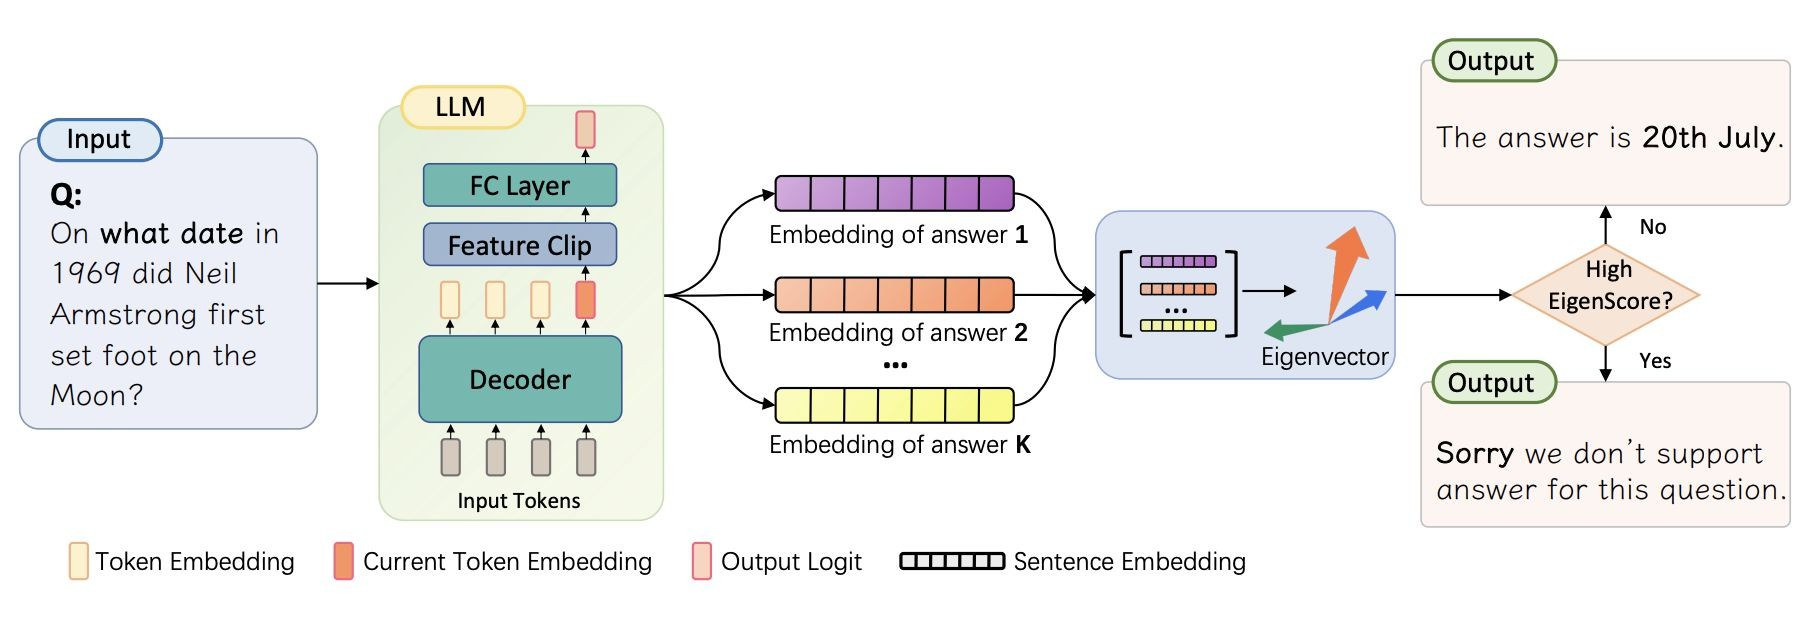 Input
Q:
On what date in
1969 did Neil
Armstrong first
set foot on the
Moon?
LLM
FC Layer
Feature Clip
Decoder
Input Tokens
Embedding of answer 1
Embedding of answer 2
...
Embedding of answer K
...
Eigenvector
High
EigenScore?
No
Yes
Output
The answer is 20th July.
Output
Sorry we don't support
answer for this question.
Token Embedding
Current Token Embedding
Output Logit
Sentence Embedding